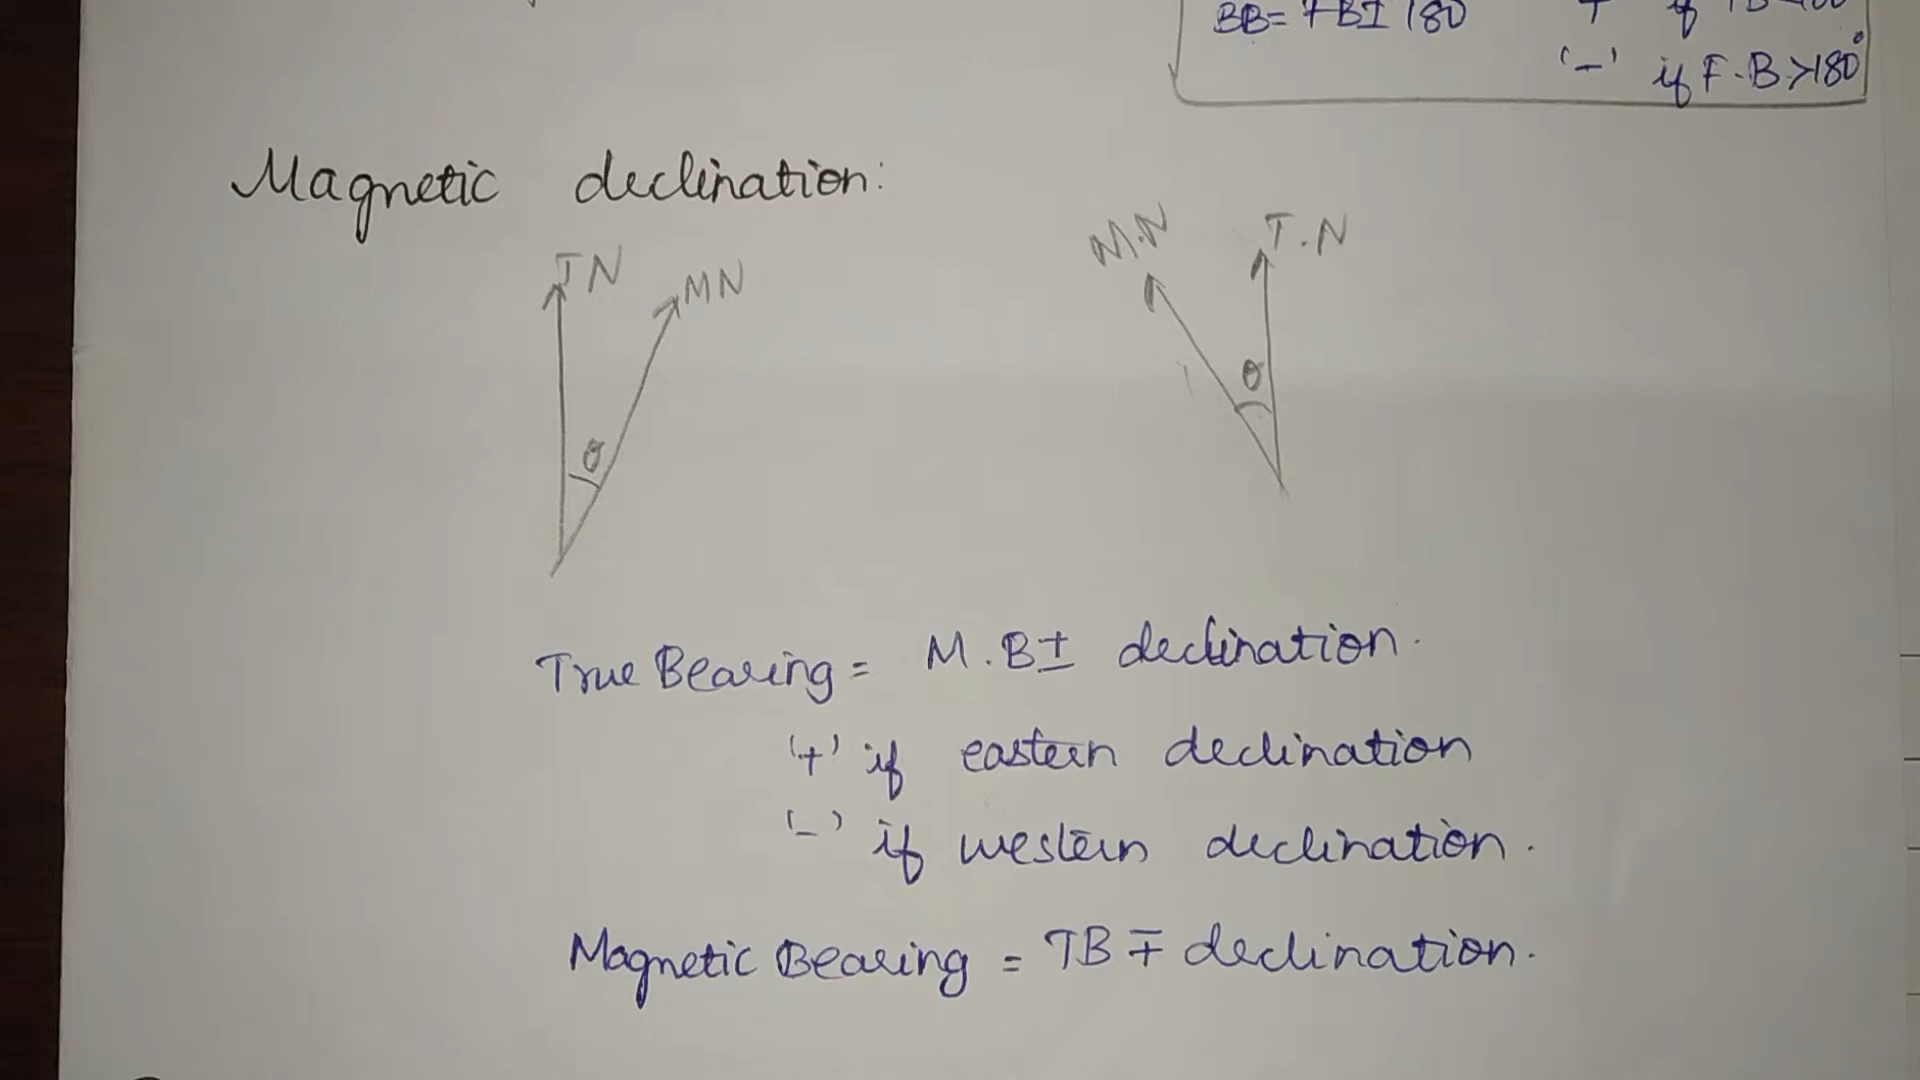 BB= FB± 180
'-' if F.B.>180°
Magnetic declination:
TN
MN
M.N
T.N
θ
θ
True Bearing = M.B± declination.
'+' if eastern declination
'-' if western declination.
Magnetic Bearing = TB ∓ declination.